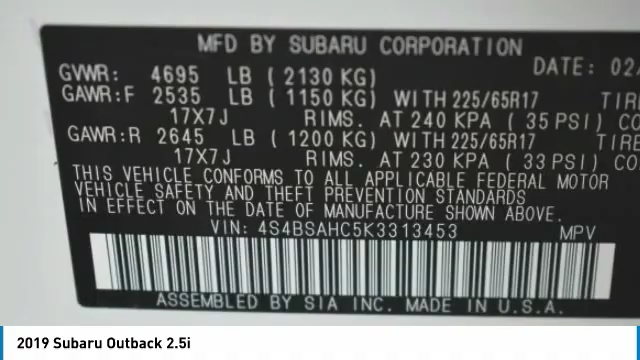 MFD BY SUBARU CORPORATION
DATE: 02
GVWR: 4695 LB ( 2130 KG)
GAWR:F 2535 LB ( 1150 KG) WITH 225/65R17 TIR
17X7J RIMS. AT 240 KPA ( 35 PSI) CO
GAWR:R 2645 LB ( 1200 KG) WITH 225/65R17 TIRE
17X7J RIMS. AT 230 KPA ( 33 PSI) COL
THIS VEHICLE CONFORMS TO ALL APPLICABLE FEDERAL MOTOR
VEHICLE SAFETY AND THEFT PREVENTION STANDARDS
IN EFFECT ON THE DATE OF MANUFACTURE SHOWN ABOVE.
VIN: 4S4BSAHC5K3313453 MPV
ASSEMBLED BY SIA INC. MADE IN U.S.A.
2019 Subaru Outback 2.5i